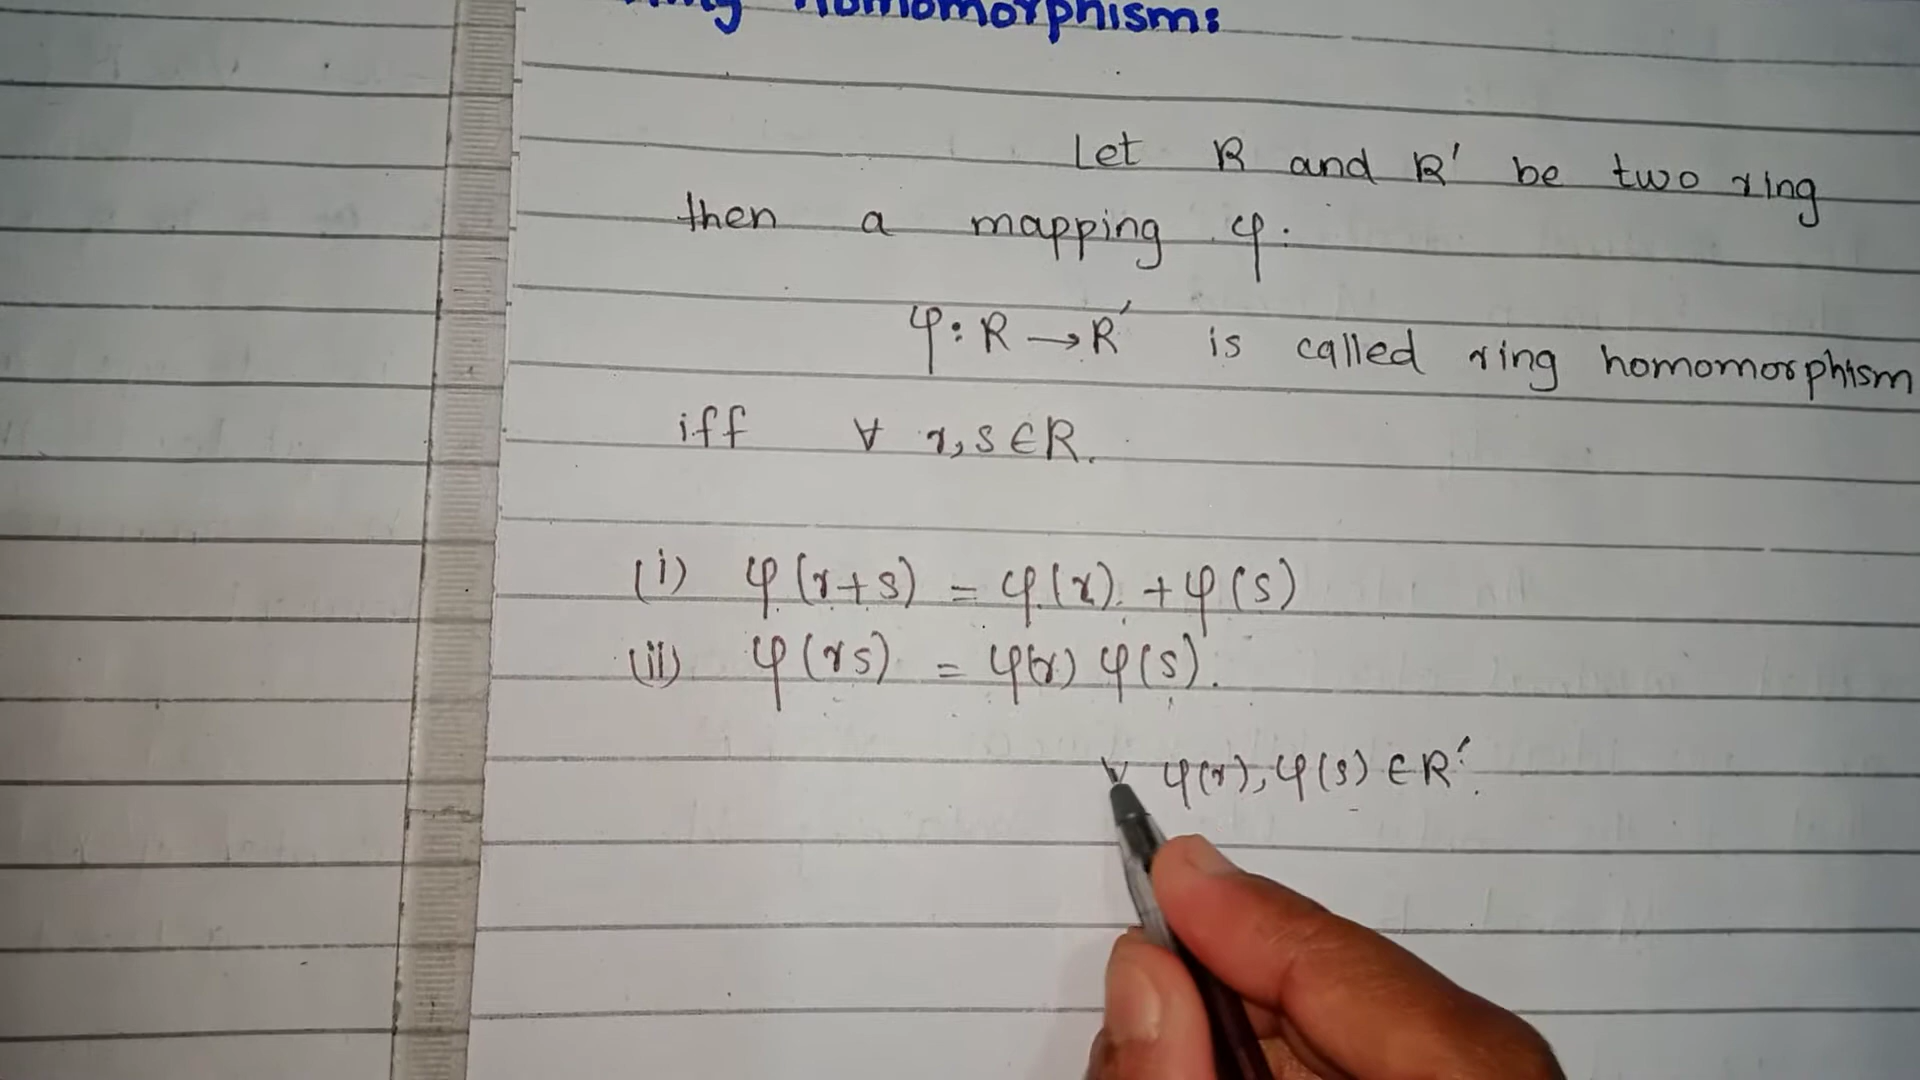 homomorphism:
Let R and R' be two ring
then a mapping φ:
φ: R → R' is called ring homomorphism
iff ∀ r, s ∈ R.
(i) φ(r+s) = φ(r) + φ(s)
(ii) φ(rs) = φ(r) φ(s).
∀ φ(r), φ(s) ∈ R'.